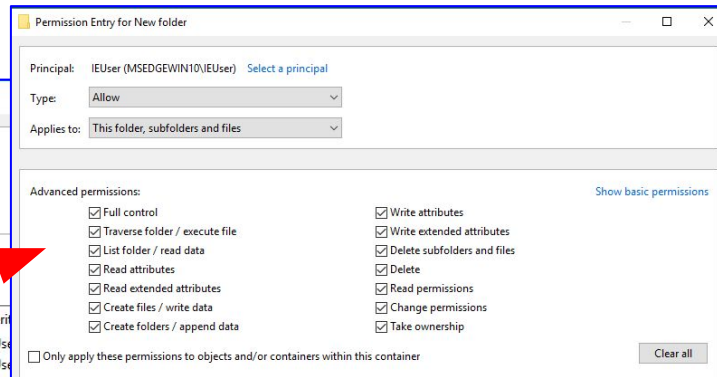 Permission Entry for New folder
Principal: IEUser (MSEDGEWIN10\IEUser) Select a principal
Type: Allow
Applies to: This folder, subfolders and files
Advanced permissions: Show basic permissions
Full control Write attributes
Traverse folder / execute file Write extended attributes
List folder / read data Delete subfolders and files
Read attributes Delete
Read extended attributes Read permissions
Create files / write data Change permissions
Create folders / append data Take ownership
Only apply these permissions to objects and/or containers within this container Clear all